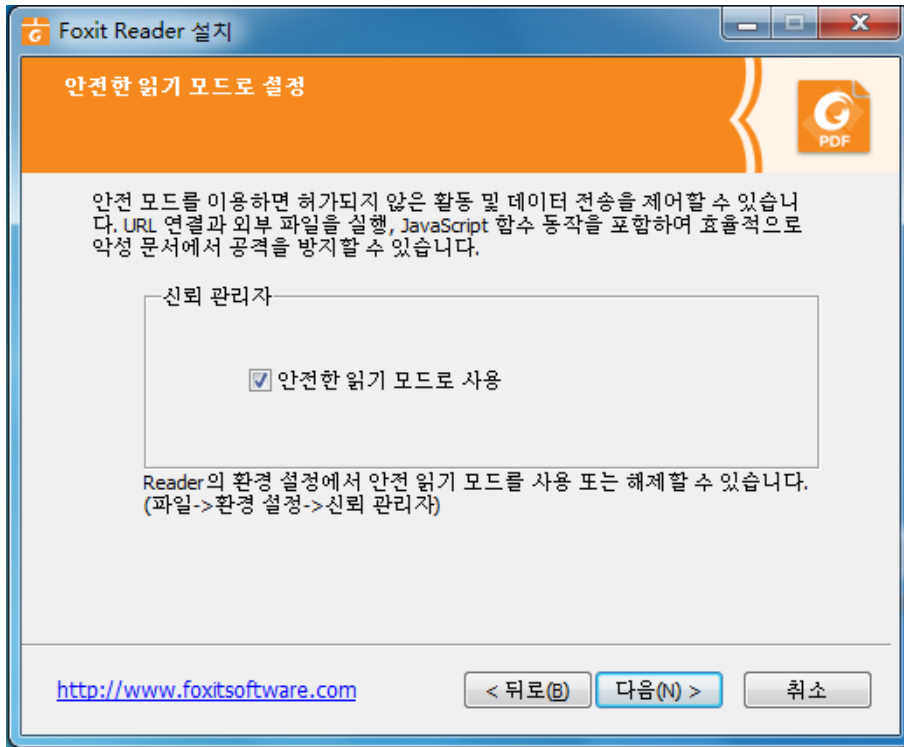 Foxit Reader 설치
안전한 읽기 모드로 설정
PDF
안전 모드를 이용하면 허가되지 않은 활동 및 데이터 전송을 제어할 수 있습니
다. URL 연결과 외부 파일을 실행, JavaScript 함수 동작을 포함하여 효율적으로
악성 문서에서 공격을 방지할 수 있습니다.
신뢰 관리자
안전한 읽기 모드로 사용
Reader의 환경 설정에서 안전 읽기 모드를 사용 또는 해제할 수 있습니다.
(파일->환경 설정->신뢰 관리자)
http://www.foxitsoftware.com
< 뒤로(B)
다음(N) >
취소